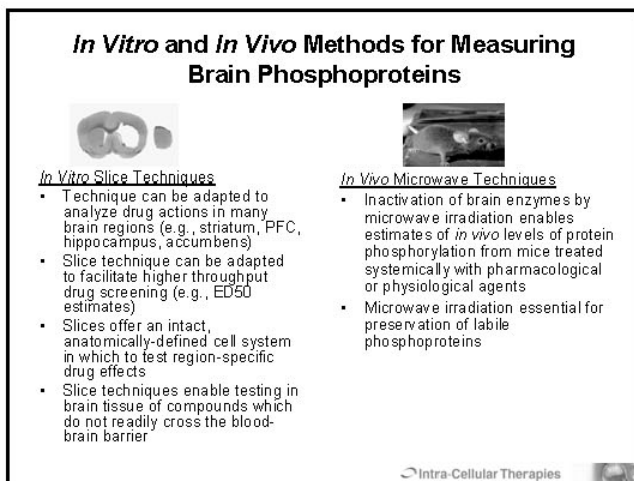 In Vitro and In Vivo Methods for Measuring
Brain Phosphoproteins
In Vitro Slice Techniques
• Technique can be adapted to
analyze drug actions in many
brain regions (e.g., striatum, PFC,
hippocampus, accumbens)
• Slice technique can be adapted
to facilitate higher throughput
drug screening (e.g., ED50
estimates)
• Slices offer an intact,
anatomically-defined cell system
in which to test region-specific
drug effects
• Slice techniques enable testing in
brain tissue of compounds which
do not readily cross the blood-
brain barrier
In Vivo Microwave Techniques
• Inactivation of brain enzymes by
microwave irradiation enables
estimates of in vivo levels of protein
phosphorylation from mice treated
systemically with pharmacological
or physiological agents
• Microwave irradiation essential for
preservation of labile
phosphoproteins
Intra-Cellular Therapies